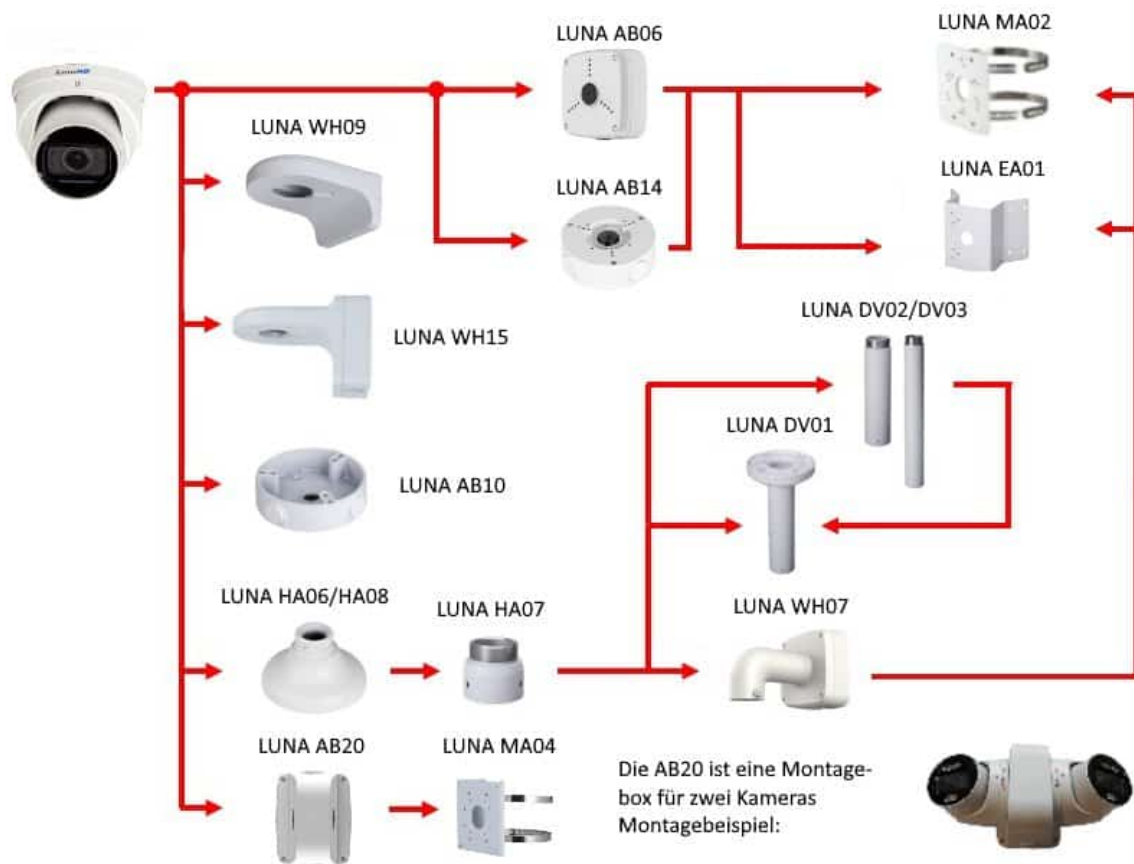 LUNA AB06
LUNA MA02
LUNA WH09
LUNA AB14
LUNA EA01
LUNA WH15
LUNA DV02/DV03
LUNA DV01
LUNA AB10
LUNA HA06/HA08
LUNA HA07
LUNA WH07
LUNA AB20
LUNA MA04
Die AB20 ist eine Montage-
box für zwei Kameras
Montagebeispiel: